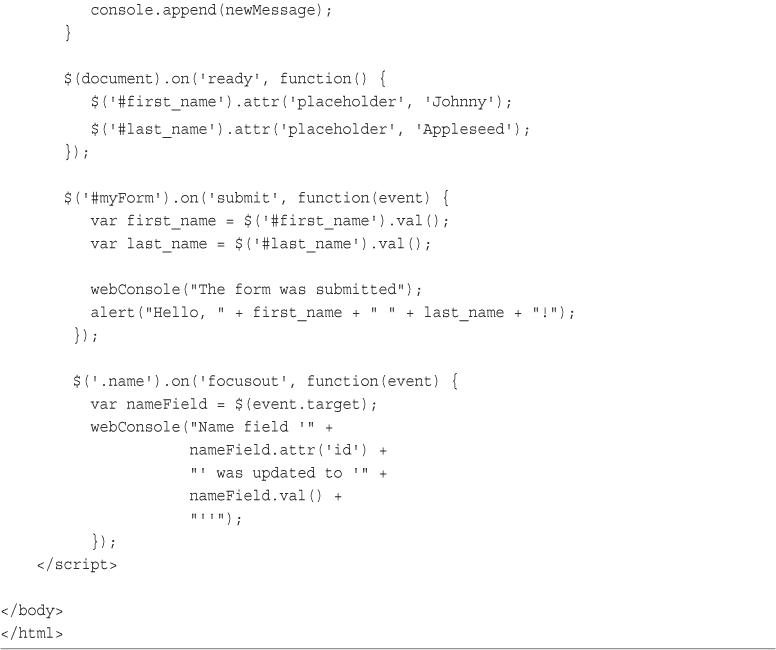 console.append(newMessage);
}
$(document).on('ready', function() {
$('#first_name').attr('placeholder', 'Johnny');
$('#last_name').attr('placeholder', 'Appleseed');
});
$('#myForm').on('submit', function(event) {
var first_name = $('#first_name').val();
var last_name = $('#last_name').val();
webConsole("The form was submitted");
alert("Hello, " + first_name + " " + last_name + "!");
});
$('.name').on('focusout', function(event) {
var nameField = $(event.target);
webConsole("Name field '" +
nameField.attr('id') +
"' was updated to '" +
nameField.val() +
"''");
});
</script>
</body>
</html>